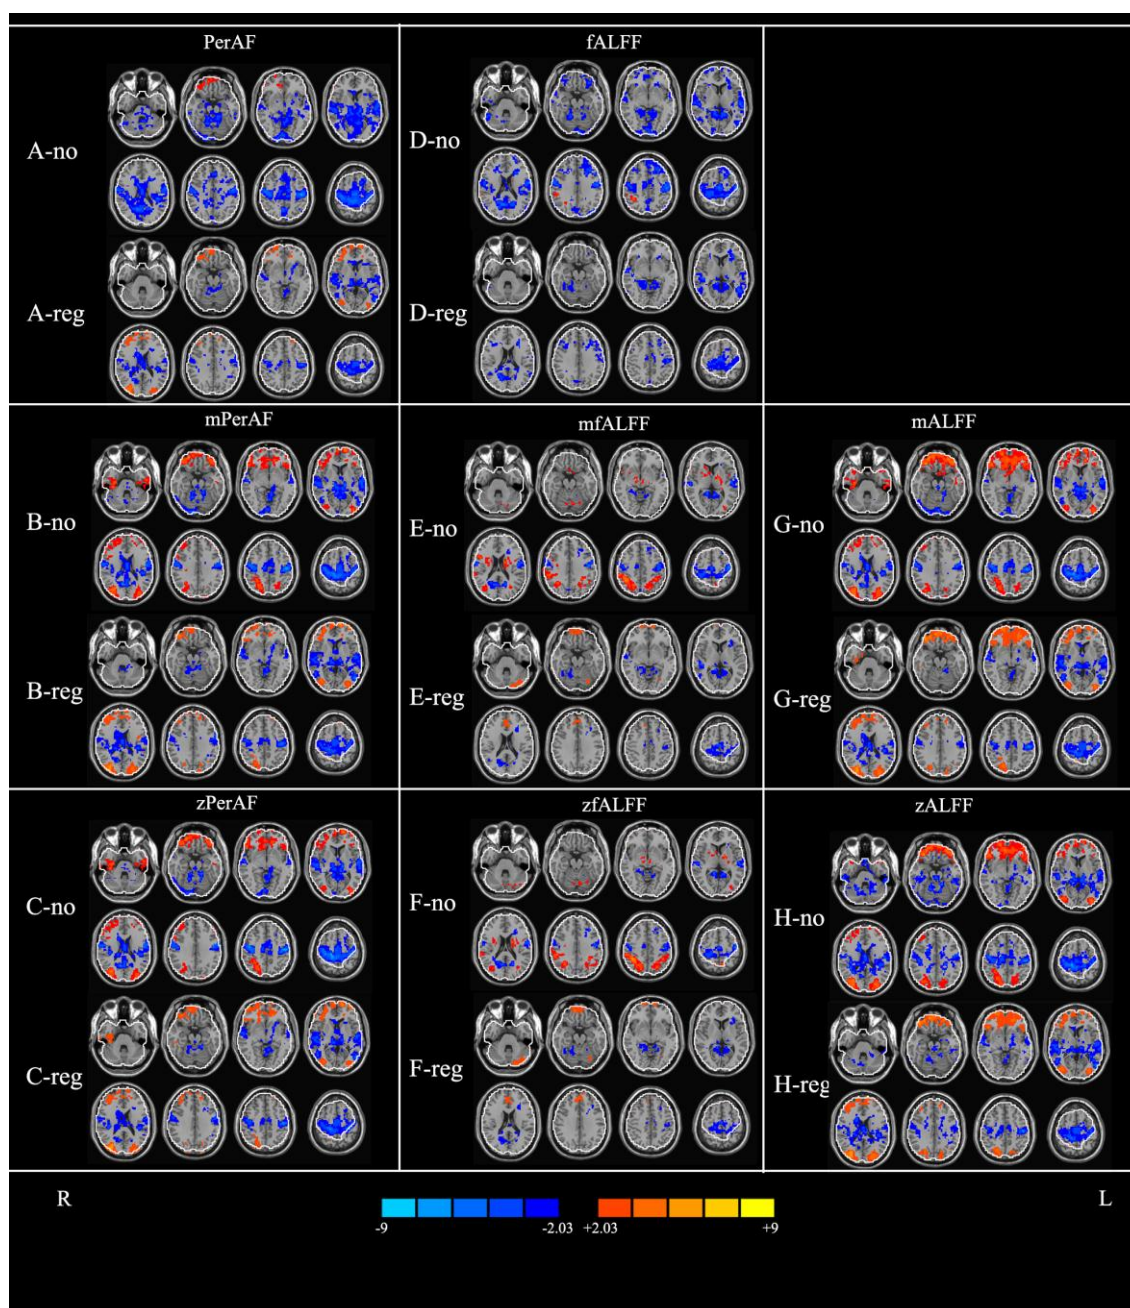 PerAF
fALFF
A-no
D-no
A-reg
D-reg
mPerAF
mfALFF
mALFF
B-no
E-no
G-no
B-reg
E-reg
G-reg
zPerAF
zfALFF
zALFF
C-no
F-no
H-no
C-reg
F-reg
H-reg
R
L
-9
-2.03
+2.03
+9